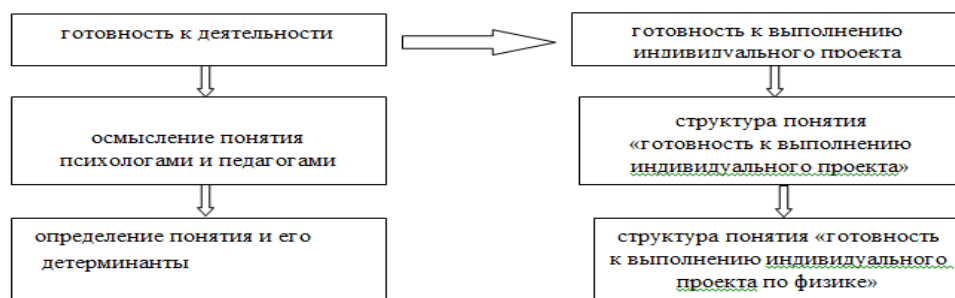 готовность к деятельности
осмысление понятия
психологами и педагогами
определение понятия и его
детерминанты
готовность к выполнению
индивидуального проекта
структура понятия
«готовность к выполнению
индивидуального проекта»
структура понятия «готовность
к выполнению индивидуального
проекта по физике»